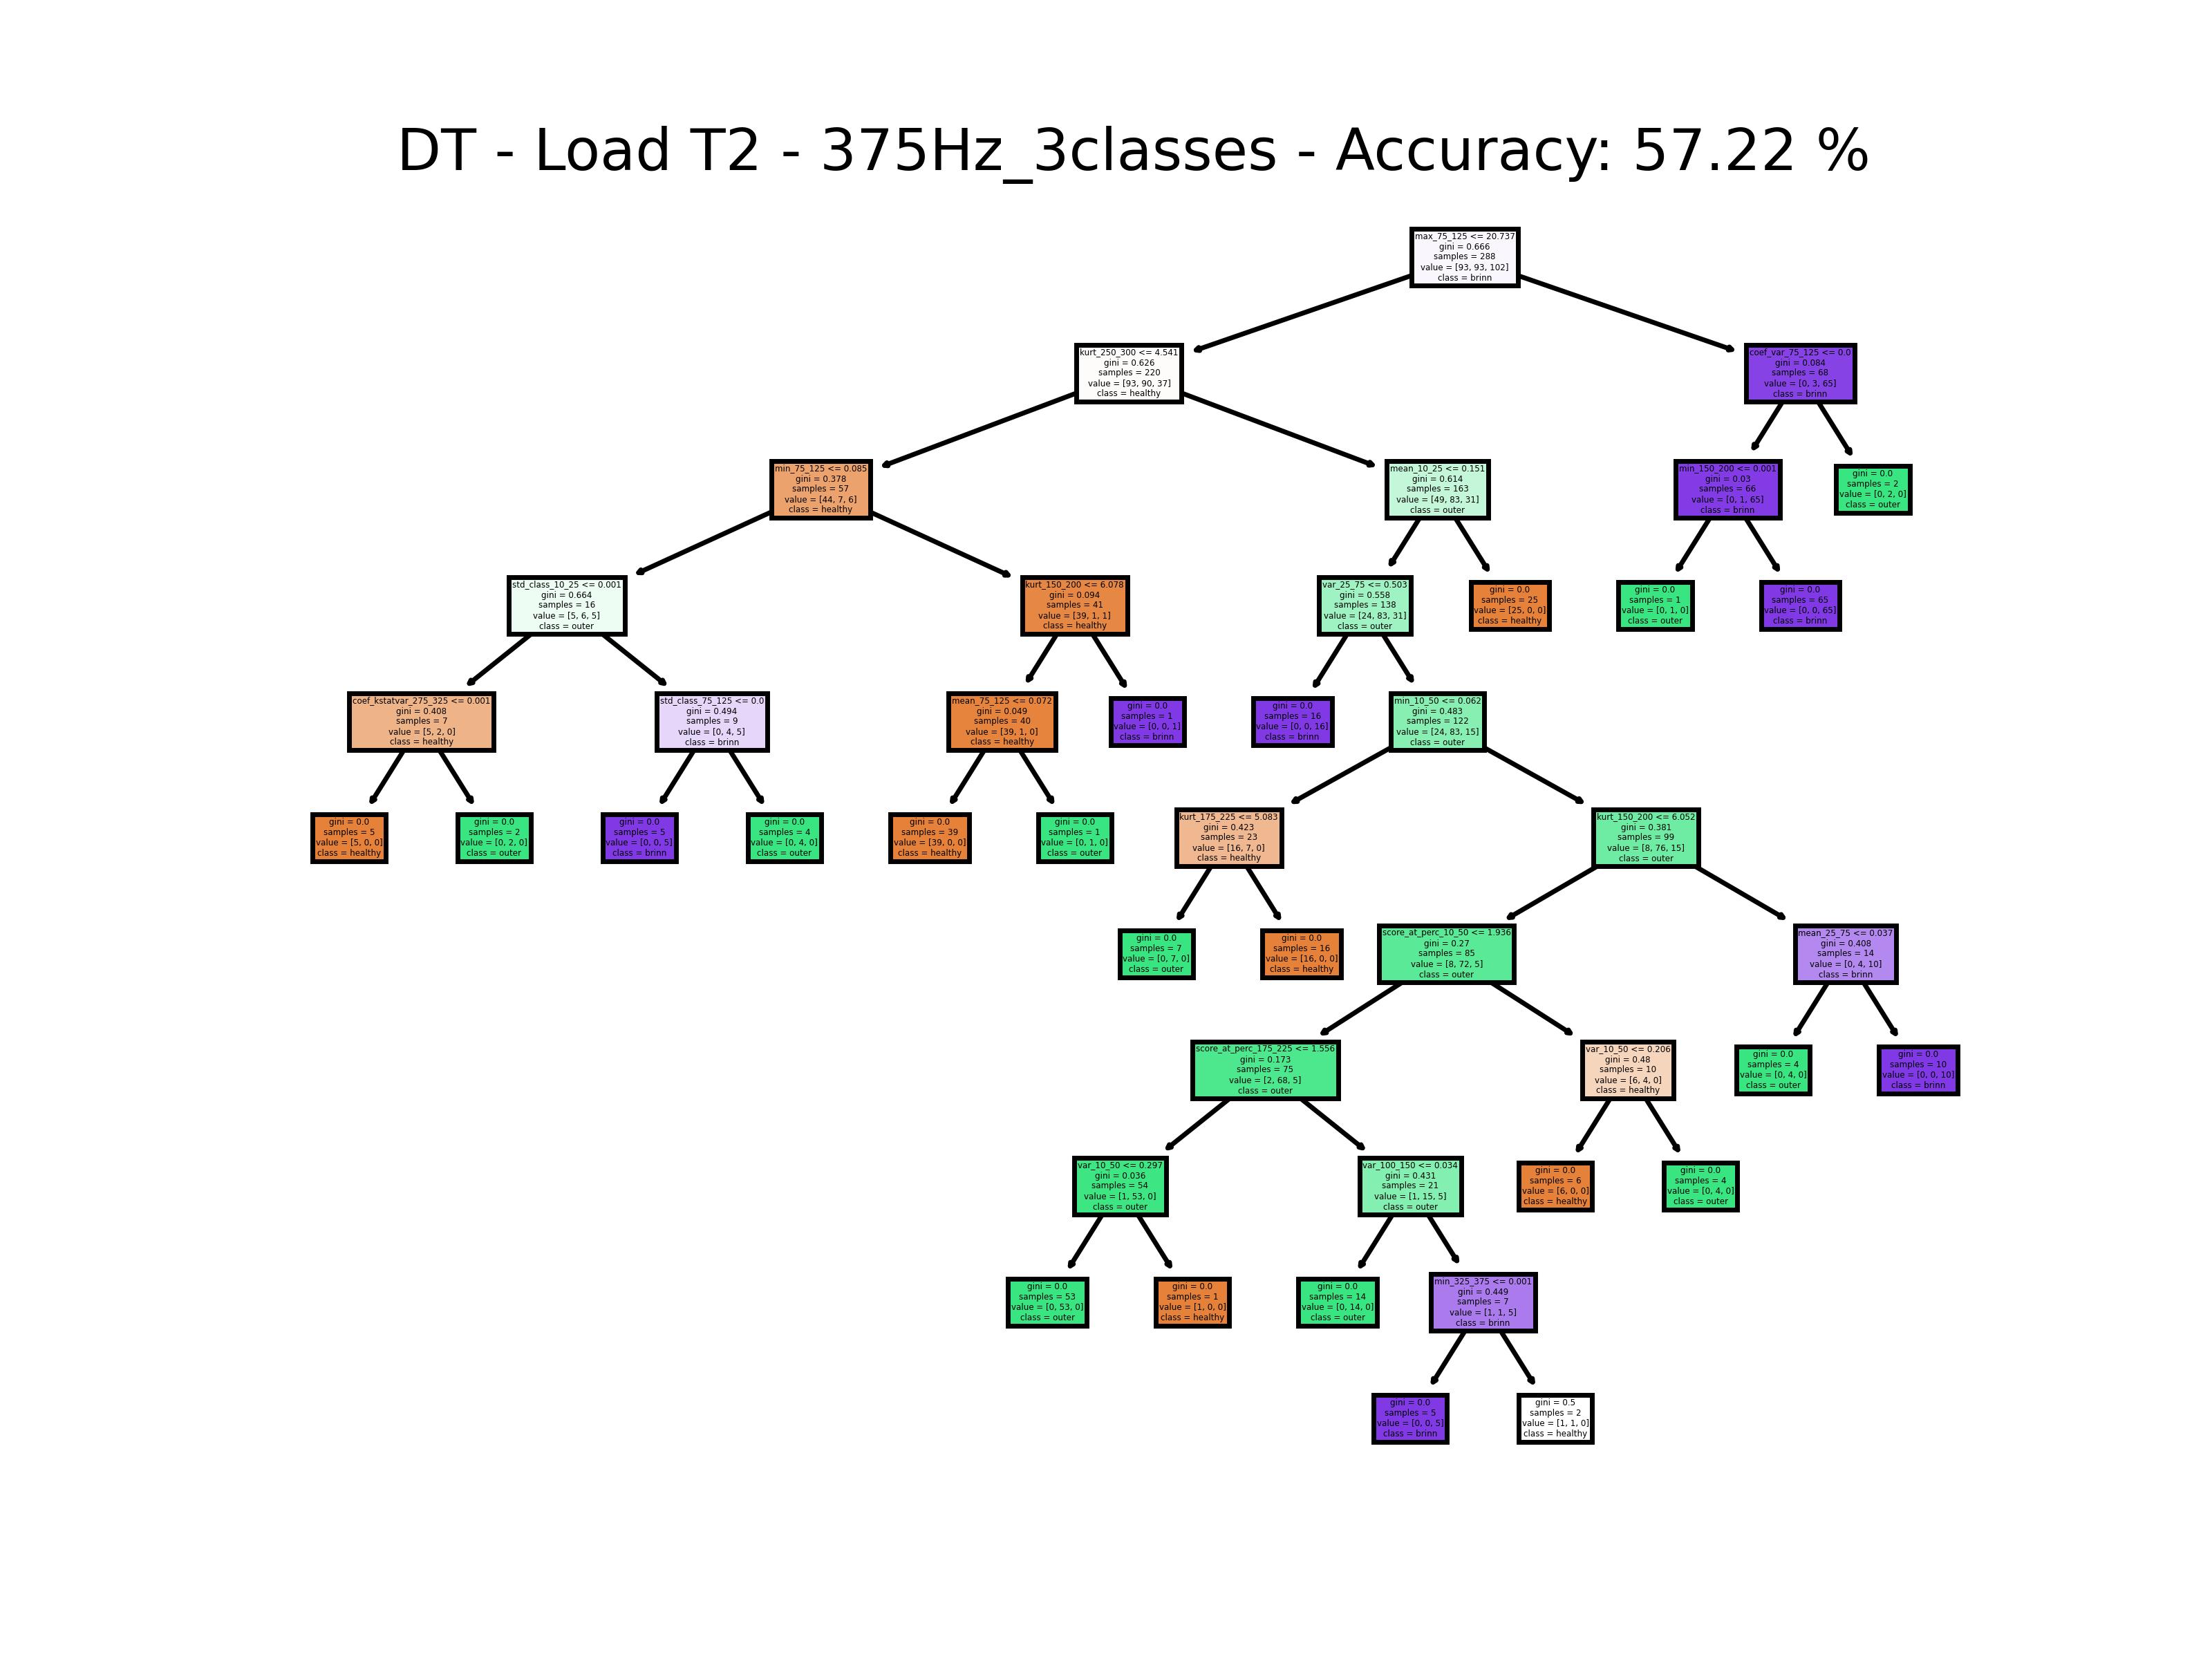 DT - Load T2 - 375Hz_3classes - Accuracy: 57.22 %
max_75_125 <= 20.737
gini = 0.666
samples = 288
value = [93, 93, 102]
class = brinn
kurt_250_300 <= 4.541
gini = 0.626
samples = 220
value = [93, 90, 37]
class = healthy
coef_var_75_125 <= 0.0
gini = 0.084
samples = 68
value = [0, 3, 65]
class = brinn
min_75_125 <= 0.085
gini = 0.378
samples = 57
value = [44, 7, 6]
class = healthy
mean_10_25 <= 0.151
gini = 0.614
samples = 163
value = [49, 83, 31]
class = outer
min_150_200 <= 0.001
gini = 0.03
samples = 66
value = [0, 1, 65]
class = brinn
gini = 0.0
samples = 2
value = [0, 2, 0]
class = outer
std_class_10_25 <= 0.001
gini = 0.664
samples = 16
value = [5, 6, 5]
class = outer
kurt_150_200 <= 6.078
gini = 0.094
samples = 41
value = [39, 1, 1]
class = healthy
var_25_75 <= 0.503
gini = 0.558
samples = 138
value = [24, 83, 31]
class = outer
gini = 0.0
samples = 25
value = [25, 0, 0]
class = healthy
gini = 0.0
samples = 1
value = [0, 1, 0]
class = outer
gini = 0.0
samples = 65
value = [0, 0, 65]
class = brinn
coef_kstatvar_275_325 <= 0.001
gini = 0.408
samples = 7
value = [5, 2, 0]
class = healthy
std_class_75_125 <= 0.0
gini = 0.494
samples = 9
value = [0, 4, 5]
class = brinn
mean_75_125 <= 0.072
gini = 0.049
samples = 40
value = [39, 1, 0]
class = healthy
gini = 0.0
samples = 1
value = [0, 0, 1]
class = brinn
gini = 0.0
samples = 16
value = [0, 0, 16]
class = brinn
min_10_50 <= 0.062
gini = 0.483
samples = 122
value = [24, 83, 15]
class = outer
gini = 0.0
samples = 5
value = [5, 0, 0]
class = healthy
gini = 0.0
samples = 2
value = [0, 2, 0]
class = outer
gini = 0.0
samples = 5
value = [0, 0, 5]
class = brinn
gini = 0.0
samples = 4
value = [0, 4, 0]
class = outer
gini = 0.0
samples = 39
value = [39, 0, 0]
class = healthy
gini = 0.0
samples = 1
value = [0, 1, 0]
class = outer
kurt_175_225 <= 5.083
gini = 0.423
samples = 23
value = [16, 7, 0]
class = healthy
kurt_150_200 <= 6.052
gini = 0.381
samples = 99
value = [8, 76, 15]
class = outer
gini = 0.0
samples = 7
value = [0, 7, 0]
class = outer
gini = 0.0
samples = 16
value = [16, 0, 0]
class = healthy
score_at_perc_10_50 <= 1.936
gini = 0.27
samples = 85
value = [8, 72, 5]
class = outer
mean_25_75 <= 0.037
gini = 0.408
samples = 14
value = [0, 4, 10]
class = brinn
score_at_perc_175_225 <= 1.556
gini = 0.173
samples = 75
value = [2, 68, 5]
class = outer
var_10_50 <= 0.206
gini = 0.48
samples = 10
value = [6, 4, 0]
class = healthy
gini = 0.0
samples = 4
value = [0, 4, 0]
class = outer
gini = 0.0
samples = 10
value = [0, 0, 10]
class = brinn
var_10_50 <= 0.297
gini = 0.036
samples = 54
value = [1, 53, 0]
class = outer
var_100_150 <= 0.034
gini = 0.431
samples = 21
value = [1, 15, 5]
class = outer
gini = 0.0
samples = 6
value = [6, 0, 0]
class = healthy
gini = 0.0
samples = 4
value = [0, 4, 0]
class = outer
gini = 0.0
samples = 53
value = [0, 53, 0]
class = outer
gini = 0.0
samples = 1
value = [1, 0, 0]
class = healthy
gini = 0.0
samples = 14
value = [0, 14, 0]
class = outer
min_325_375 <= 0.001
gini = 0.449
samples = 7
value = [1, 1, 5]
class = brinn
gini = 0.0
samples = 5
value = [0, 0, 5]
class = brinn
gini = 0.5
samples = 2
value = [1, 1, 0]
class = healthy